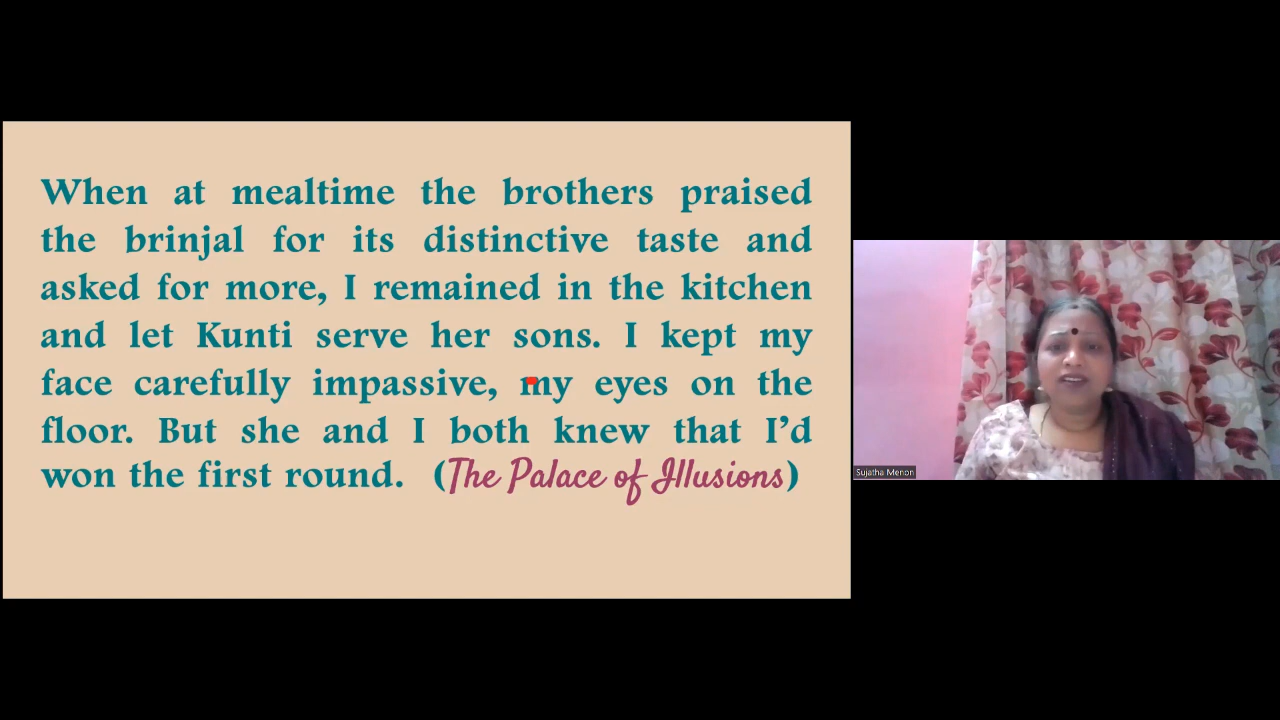 When at mealtime the brothers praised
the brinjal for its distinctive taste and
asked for more, I remained in the kitchen
and let Kunti serve her sons. I kept my
face carefully impassive, my eyes on the
floor. But she and I both knew that I’d
won the first round. (The Palace of Illusions)
Sujatha Menon